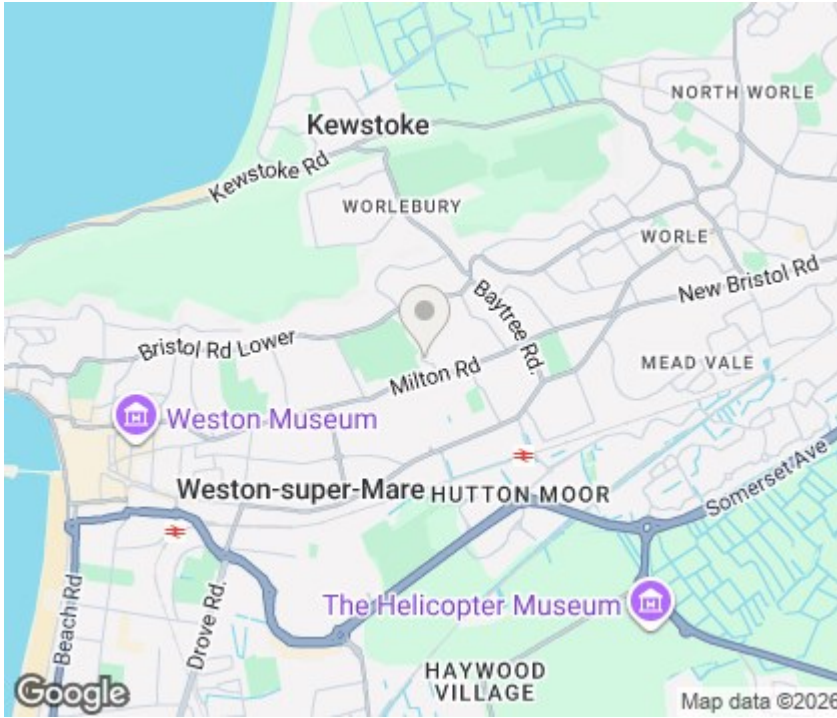 NORTH WORLE
Kewstoke
Kewstoke Rd
WORLEBURY
WORLE
New Bristol Rd
Baytree Rd.
Bristol Rd Lower
MEAD VALE
Milton Rd
Weston Museum
Weston-super-Mare
HUTTON MOOR
Somerset Ave
The Helicopter Museum
Beach Rd
Drove Rd.
HAYWOOD
VILLAGE
Google
Map data ©2026